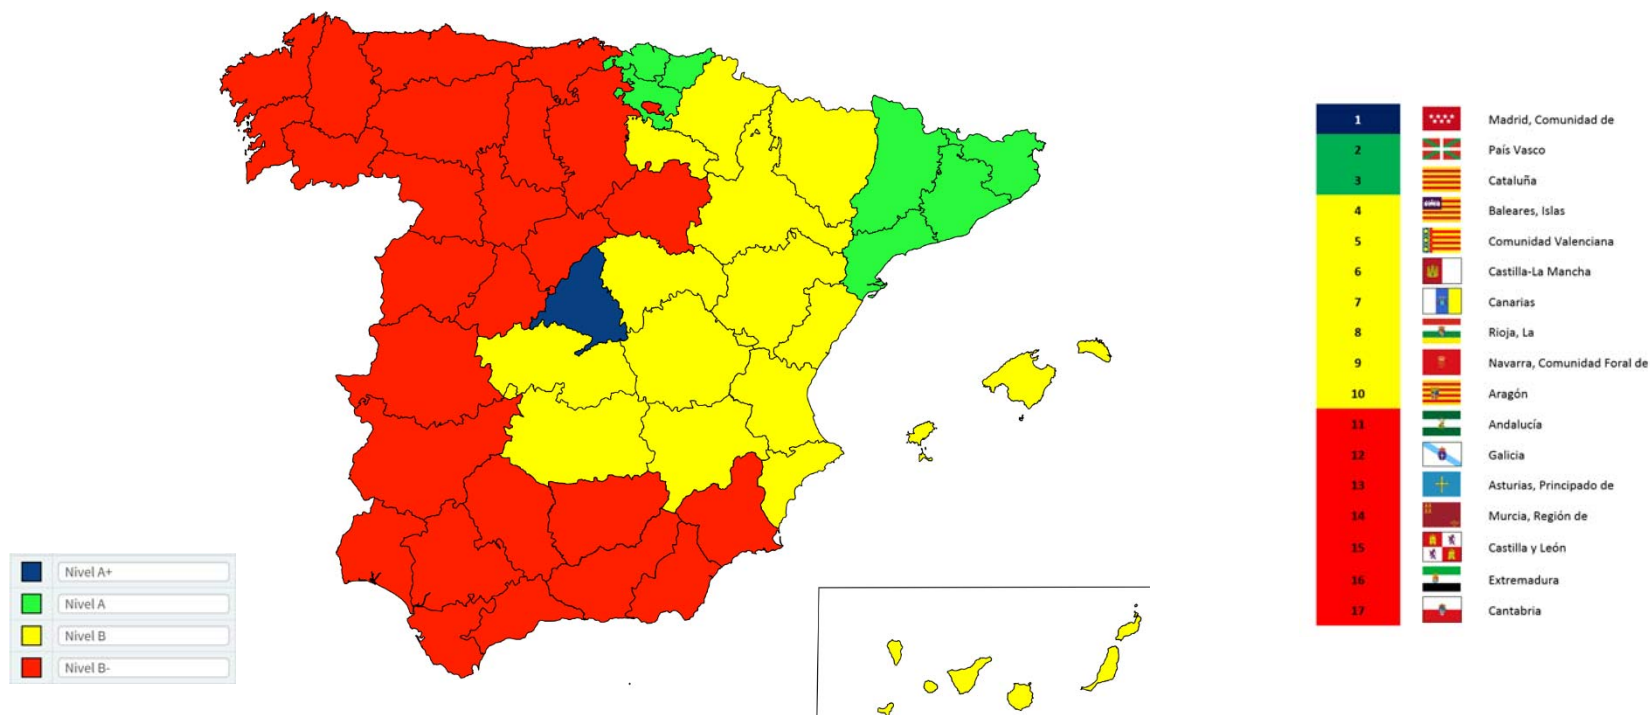 Nivel A+
Nivel A
Nivel B
Nivel B-
1 Madrid, Comunidad de
2 País Vasco
3 Cataluña
4 Baleares, Islas
5 Comunidad Valenciana
6 Castilla-La Mancha
7 Canarias
8 Rioja, La
9 Navarra, Comunidad Foral de
10 Aragón
11 Andalucía
12 Galicia
13 Asturias, Principado de
14 Murcia, Región de
15 Castilla y León
16 Extremadura
17 Cantabria